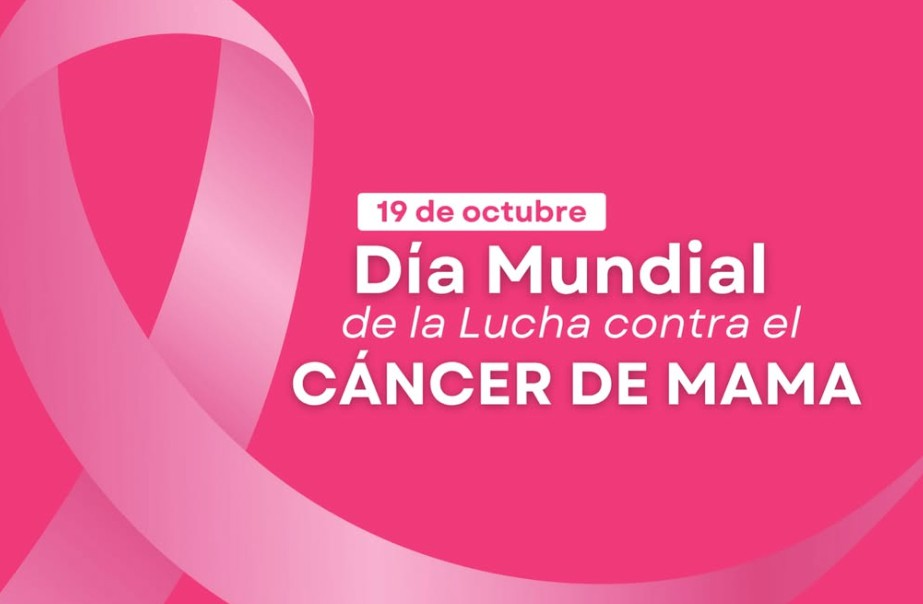 19 de octubre
Día Mundial
de la Lucha contra el
CÁNCER DE MAMA